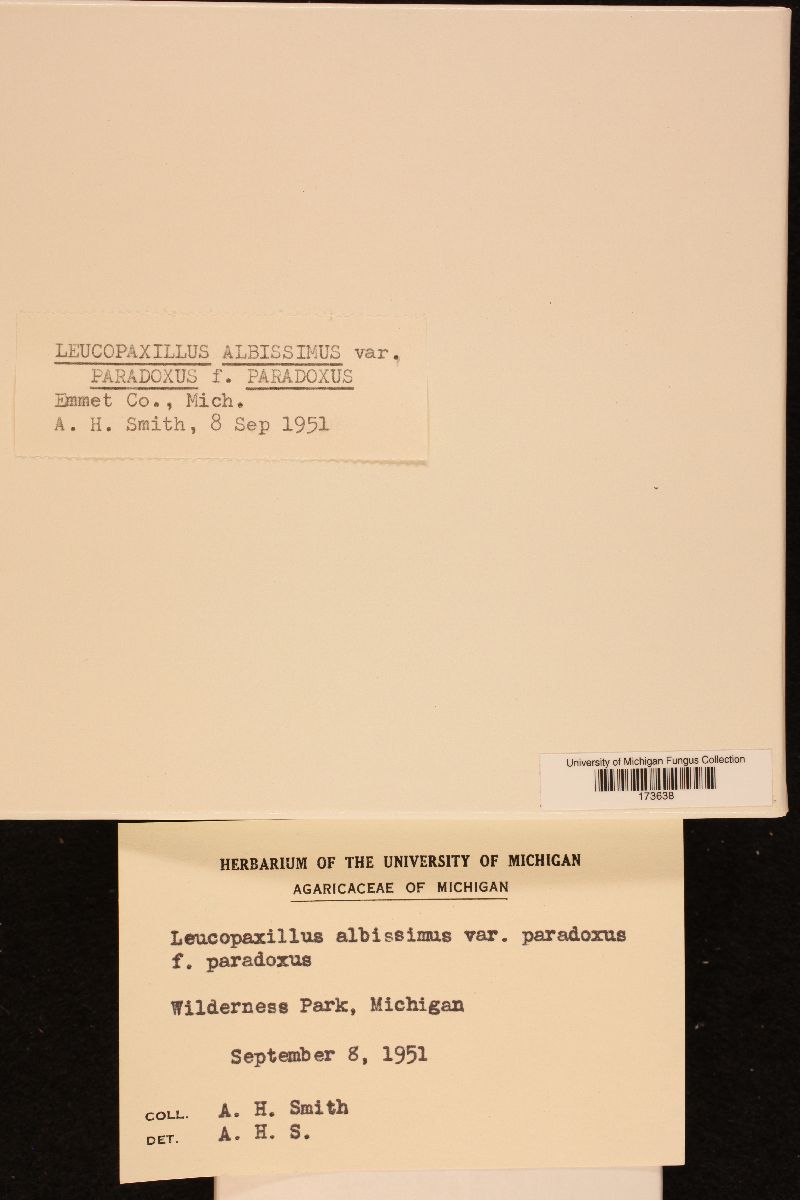 LEUCOPAXILLUS ALBISSIMUS var.
PARADOXUS f. PARADOXUS
Emmet Co., Mich.
A. H. Smith, 8 Sep 1951
University of Michigan Fungus Collection
173638
HERBARIUM OF THE UNIVERSITY OF MICHIGAN
AGARICACEAE OF MICHIGAN
Leucopaxillus albissimus var. paradoxus
f. paradoxus
Wilderness Park, Michigan
September 8, 1951
COLL. A. H. Smith
DET. A. H. S.